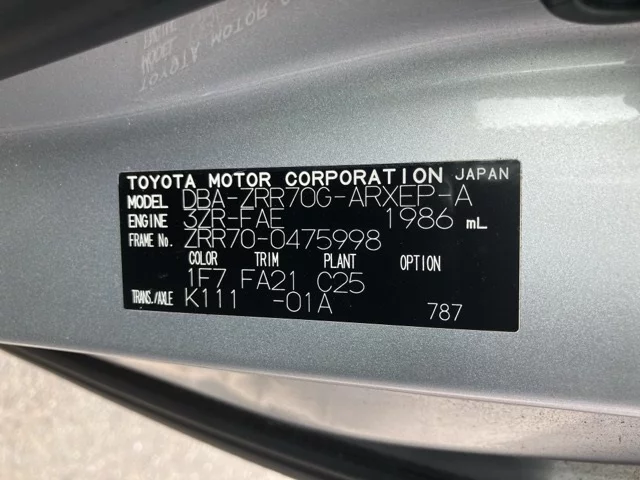 TOYOTA MOTOR CORPORATION JAPAN
MODEL DBA-ZRR70G-ARXEP-A
ENGINE 3ZR-FAE 1986 mL
FRAME No. ZRR70-0475998
COLOR TRIM PLANT OPTION
1F7 FA21 C25
TRANS./AXLE K111 -01A
787